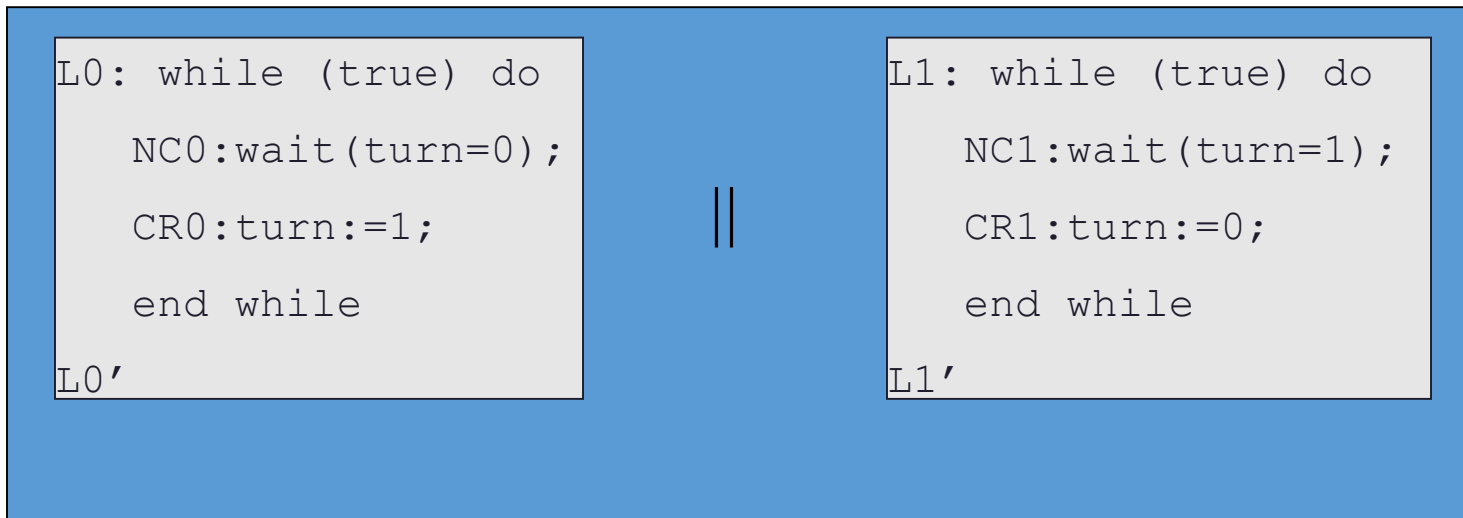 L0: while (true) do
NC0:wait(turn=0);
CR0:turn:=1;
end while
L0’
||
L1: while (true) do
NC1:wait(turn=1);
CR1:turn:=0;
end while
L1’